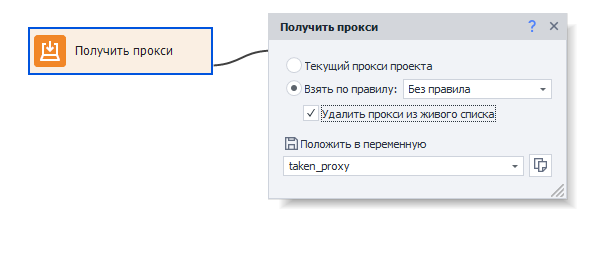 Получить прокси
Получить прокси ?
Текущий прокси проекта
Взять по правилу: Без правила
Удалить прокси из живого списка
Положить в переменную
taken_proxy